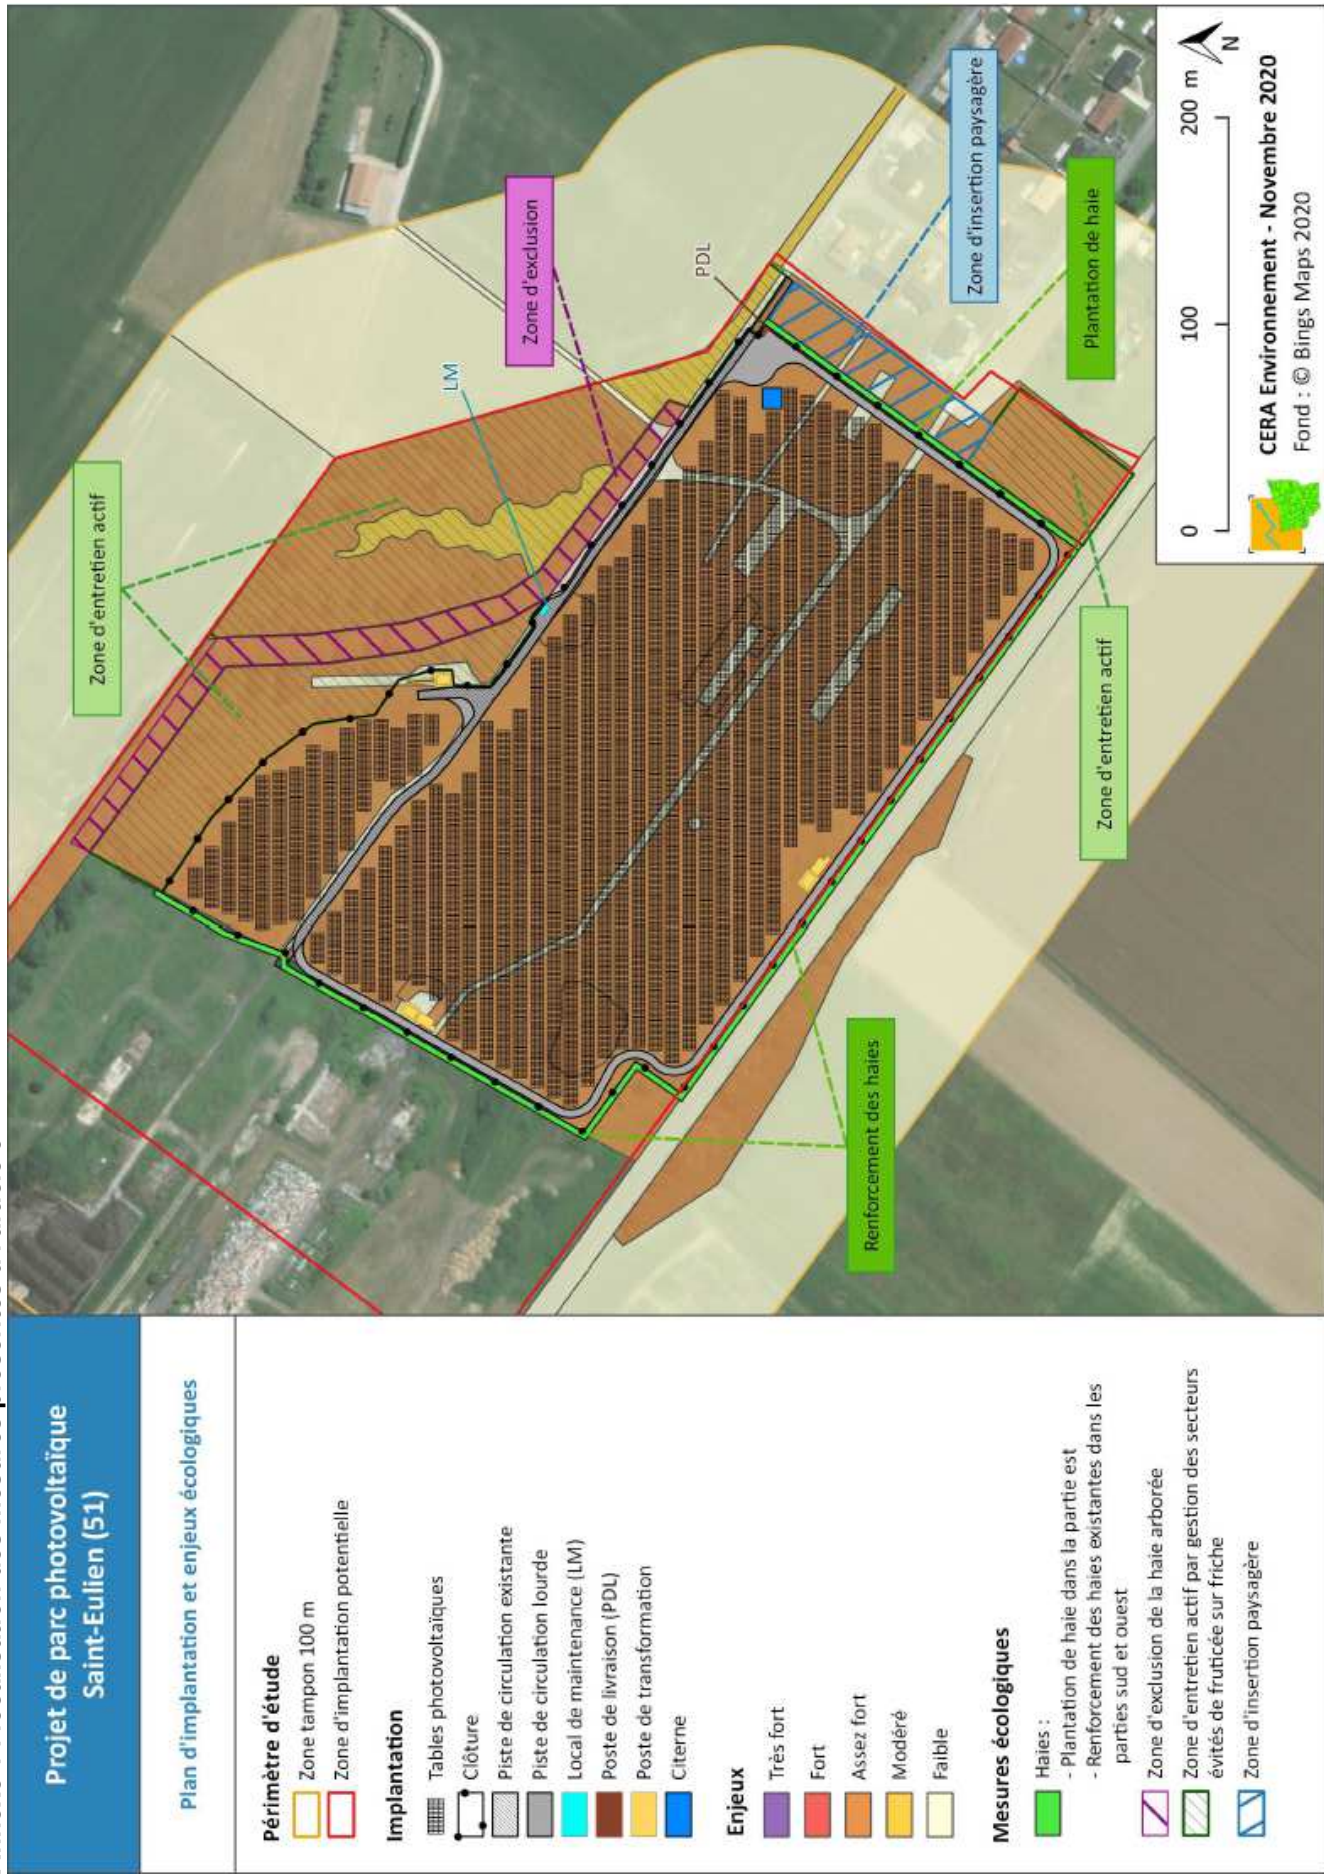 Projet de parc photovoltaïque
Saint-Eulien (51)
Plan d'implantation et enjeux écologiques
Périmètre d'étude
Zone tampon 100 m
Zone d'implantation potentielle
Implantation
Tables photovoltaïques
Clôture
Piste de circulation existante
Piste de circulation lourde
Local de maintenance (LM)
Poste de livraison (PDL)
Poste de transformation
Citerne
Enjeux
Très fort
Fort
Assez fort
Modéré
Faible
Mesures écologiques
Haies :
- Plantation de haie dans la partie est
- Renforcement des haies existantes dans les
parties sud et ouest
Zone d'exclusion de la haie arborée
Zone d'entretien actif par gestion des secteurs
évités de fruticée sur friche
Zone d'insertion paysagère
Zone d'entretien actif
LM
Zone d'exclusion
PDL
Zone d'insertion paysagère
Plantation de haie
Zone d'entretien actif
Renforcement des haies
0 100 200 m
N
CERA Environnement - Novembre 2020
Fond : © Bings Maps 2020